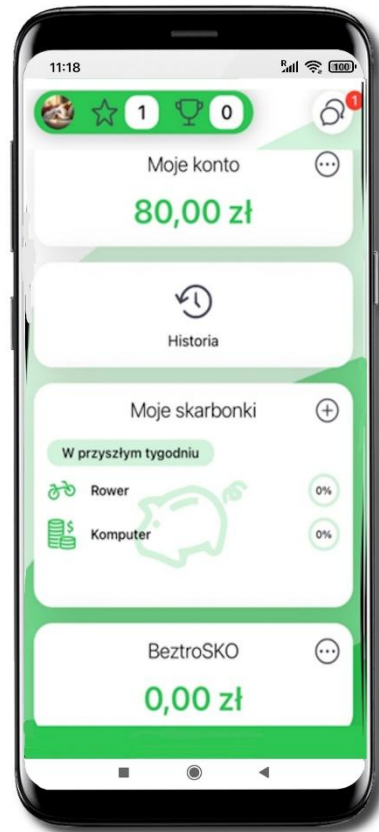 11:18
R 100
1 0 1
Moje konto
80,00 zł
Historia
Moje skarbonki
W przyszłym tygodniu
Rower 0%
$
Komputer 0%
BeztroSKO
0,00 zł